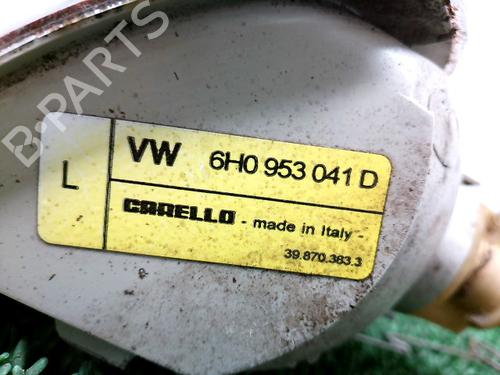 B-PARTS
L
VW 6H0 953 041 D
CARELLO - made in Italy -
39.870.383.3